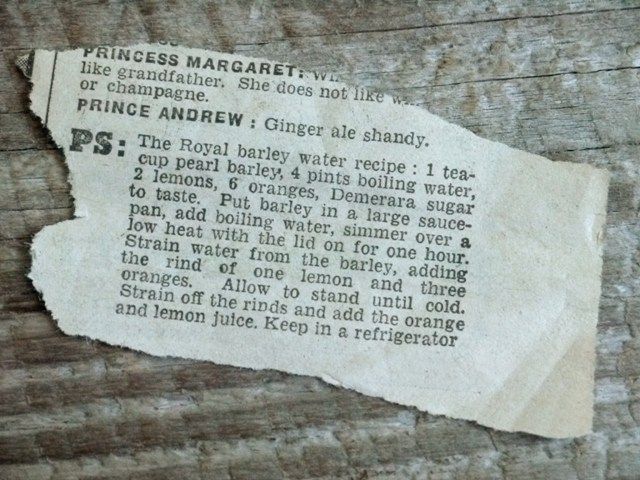 PRINCESS MARGARET:
like grandfather. She does not like
or champagne.
PRINCE ANDREW : Ginger ale shandy.
PS: The Royal barley water recipe : 1 tea-
cup pearl barley, 4 pints boiling water,
2 lemons, 6 oranges, Demerara sugar
to taste. Put barley in a large sauce-
pan, add boiling water, simmer over a
low heat with the lid on for one hour.
Strain water from the barley, adding
the rind of one lemon and three
oranges. Allow to stand until cold.
Strain off the rinds and add the orange
and lemon juice. Keep in a refrigerator